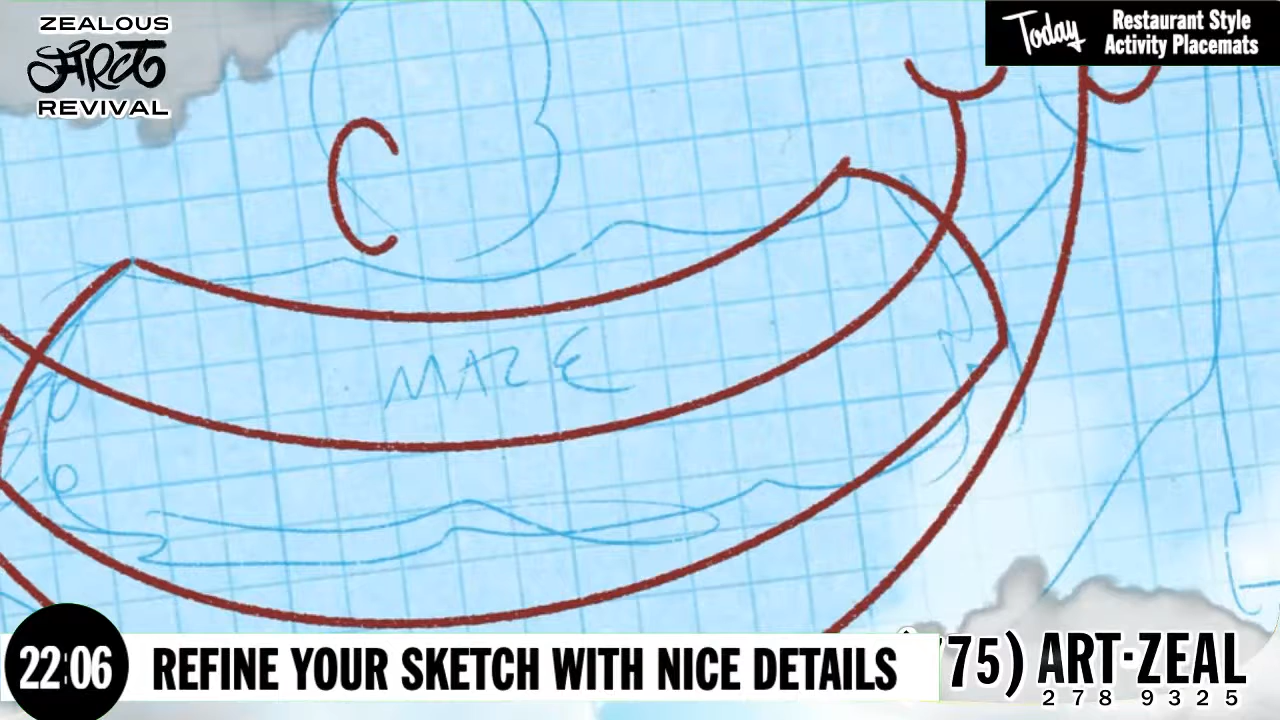 ZEALOUS
ART
REVIVAL
Today
Restaurant Style
Activity Placemats
MAZE
22:06
REFINE YOUR SKETCH WITH NICE DETAILS
75) ART-ZEAL
278 9325